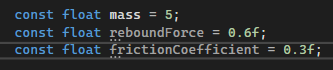 const float mass = 5;
const float reboundForce = 0.6f;
const float frictionCoefficient = 0.3f;